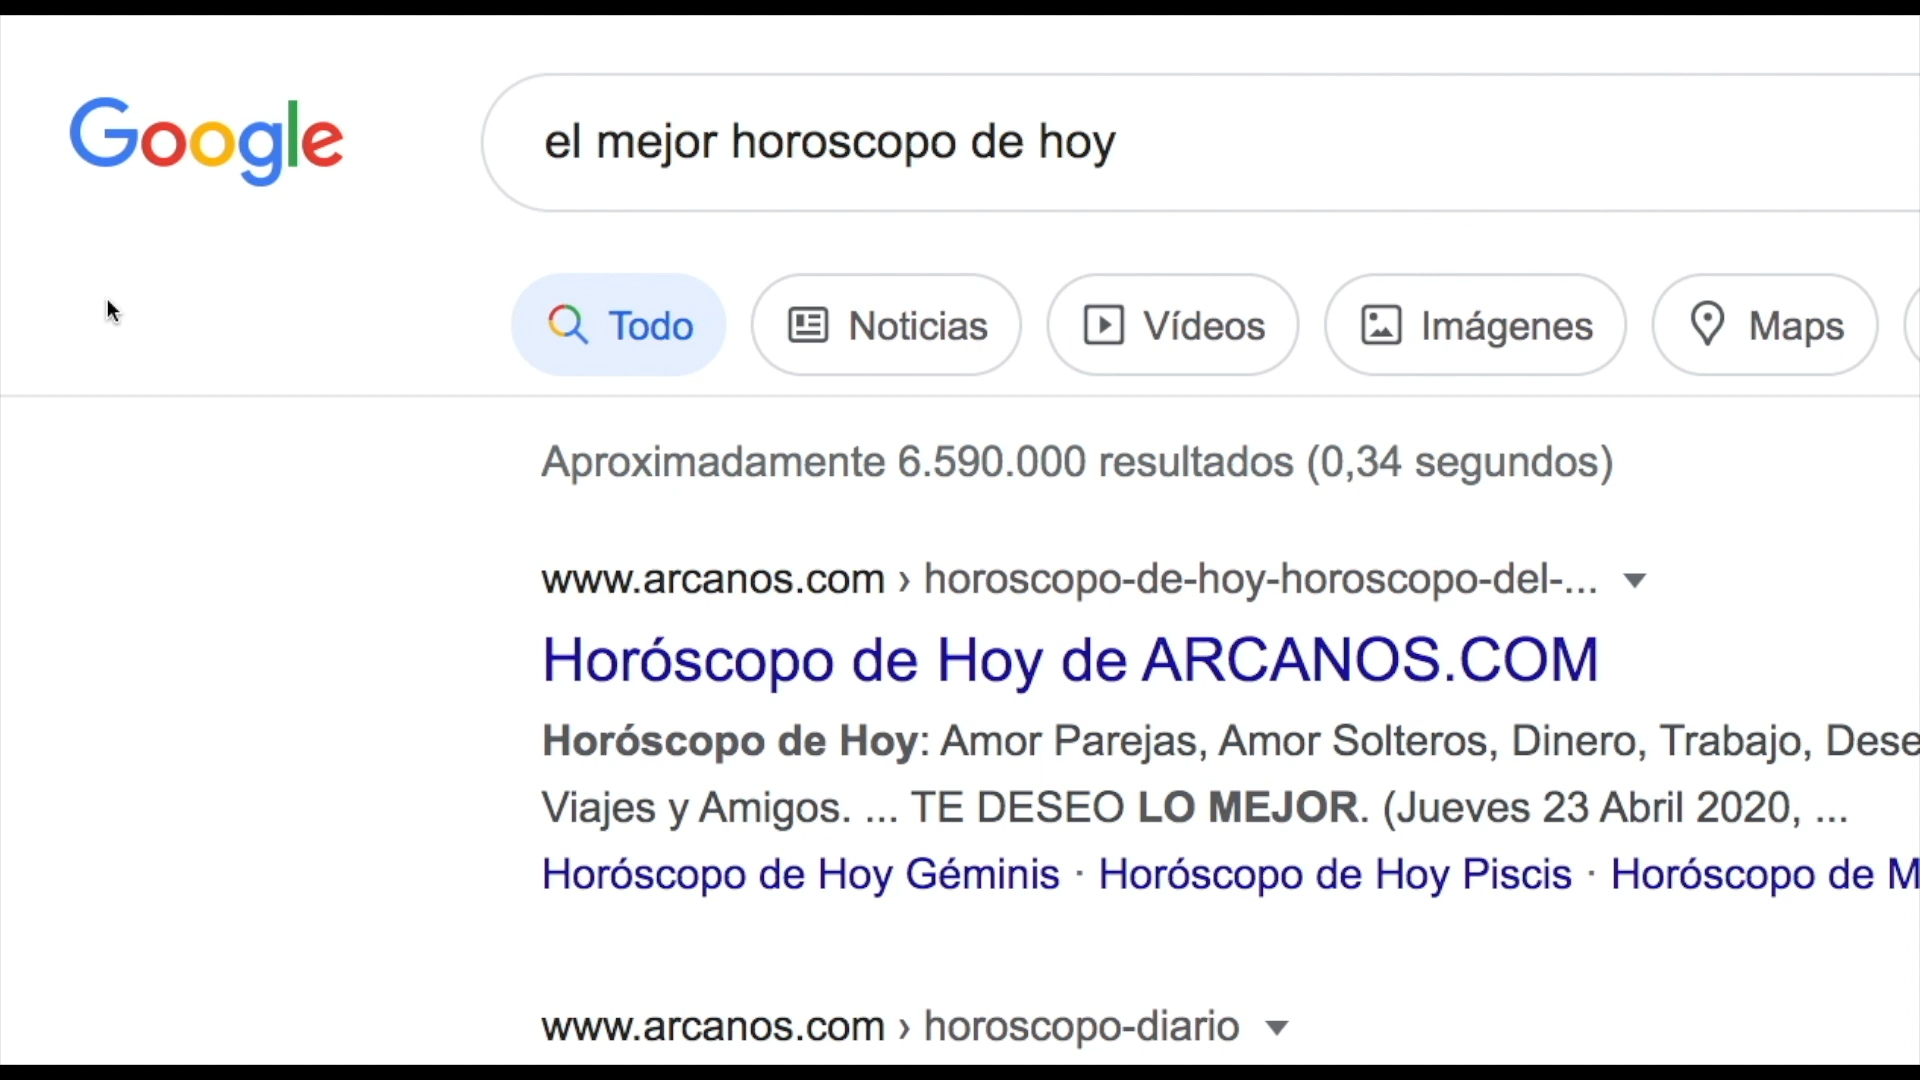 Google
el mejor horoscopo de hoy
Todo Noticias Vídeos Imágenes Maps
Aproximadamente 6.590.000 resultados (0,34 segundos)
www.arcanos.com › horoscopo-de-hoy-horoscopo-del-...
Horóscopo de Hoy de ARCANOS.COM
Horóscopo de Hoy: Amor Parejas, Amor Solteros, Dinero, Trabajo, Dese
Viajes y Amigos. ... TE DESEO LO MEJOR. (Jueves 23 Abril 2020, ...
Horóscopo de Hoy Géminis · Horóscopo de Hoy Piscis · Horóscopo de M
www.arcanos.com › horoscopo-diario